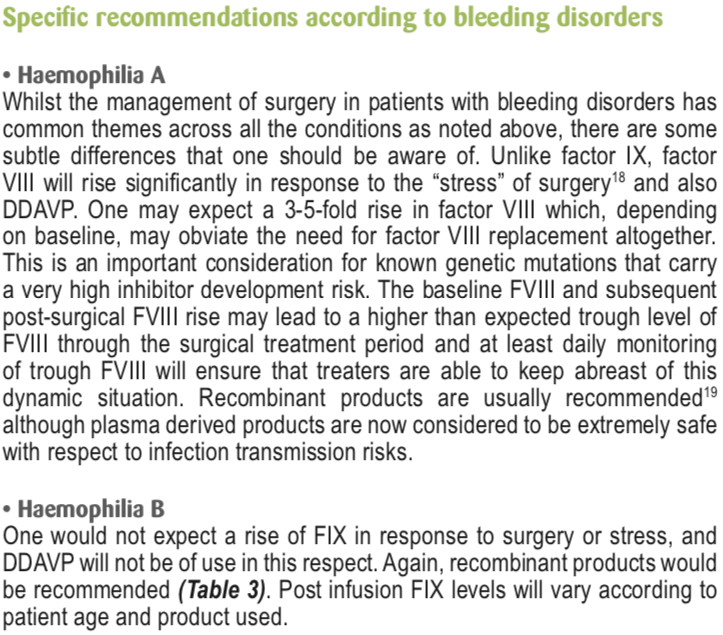 Specific recommendations according to bleeding disorders
• Haemophilia A
Whilst the management of surgery in patients with bleeding disorders has
common themes across all the conditions as noted above, there are some
subtle differences that one should be aware of. Unlike factor IX, factor
VIII will rise significantly in response to the “stress” of surgery18 and also
DDAVP. One may expect a 3-5-fold rise in factor VIII which, depending
on baseline, may obviate the need for factor VIII replacement altogether.
This is an important consideration for known genetic mutations that carry
a very high inhibitor development risk. The baseline FVIII and subsequent
post-surgical FVIII rise may lead to a higher than expected trough level of
FVIII through the surgical treatment period and at least daily monitoring
of trough FVIII will ensure that treaters are able to keep abreast of this
dynamic situation. Recombinant products are usually recommended19
although plasma derived products are now considered to be extremely safe
with respect to infection transmission risks.
• Haemophilia B
One would not expect a rise of FIX in response to surgery or stress, and
DDAVP will not be of use in this respect. Again, recombinant products would
be recommended (Table 3). Post infusion FIX levels will vary according to
patient age and product used.